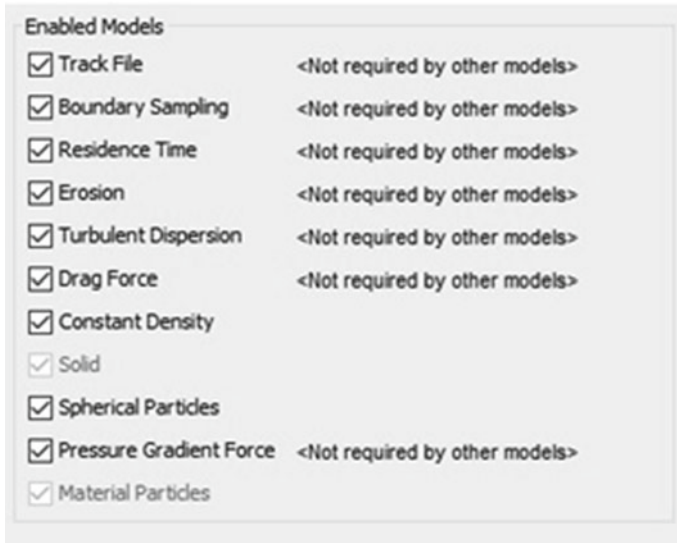 Enabled Models
Track File <Not required by other models>
Boundary Sampling <Not required by other models>
Residence Time <Not required by other models>
Erosion <Not required by other models>
Turbulent Dispersion <Not required by other models>
Drag Force <Not required by other models>
Constant Density
Solid
Spherical Particles
Pressure Gradient Force <Not required by other models>
Material Particles